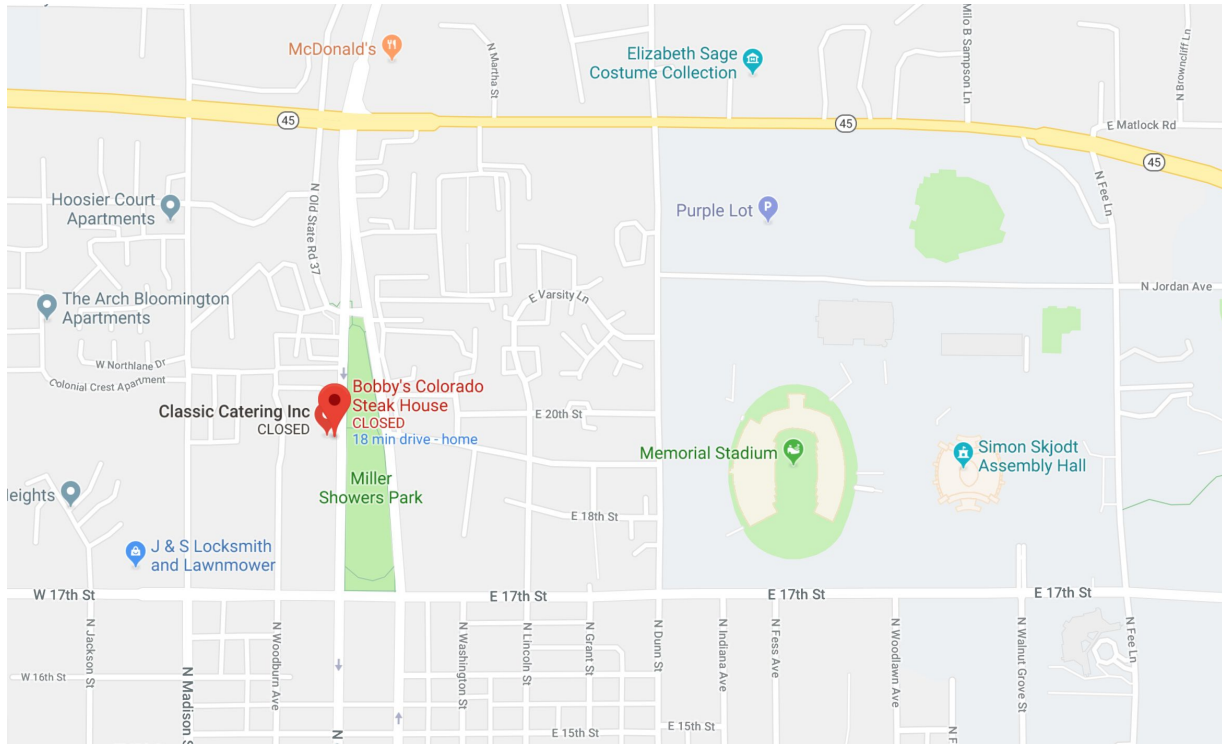 McDonald's
Elizabeth Sage
Costume Collection
N Martha St
Milo B Sampson Ln
N Browncliff Ln
45
45
E Matlock Rd
45
N Fee Ln
Hoosier Court
Apartments
N Old State Rd 37
Purple Lot
P
N Jordan Ave
The Arch Bloomington
Apartments
E Varsity Ln
W Northlane Dr
Colonial Crest Apartment
Bobby's Colorado
Steak House
CLOSED
18 min drive - home
Classic Catering Inc
CLOSED
E 20th St
Memorial Stadium
Simon Skjodt
Assembly Hall
Miller
Showers Park
leights
E 18th St
J & S Locksmith
and Lawnmower
W 17th St
E 17th St
E 17th St
E 17th St
N Jackson St
N Madison S
N Woodburn Ave
N Washington St
N Lincoln St
N Grant St
N Dunn St
N Indiana Ave
N Fess Ave
N Woodlawn Ave
N Walnut Grove St
N Fee Ln
W 16th St
E 15th St
E 15th St
N F